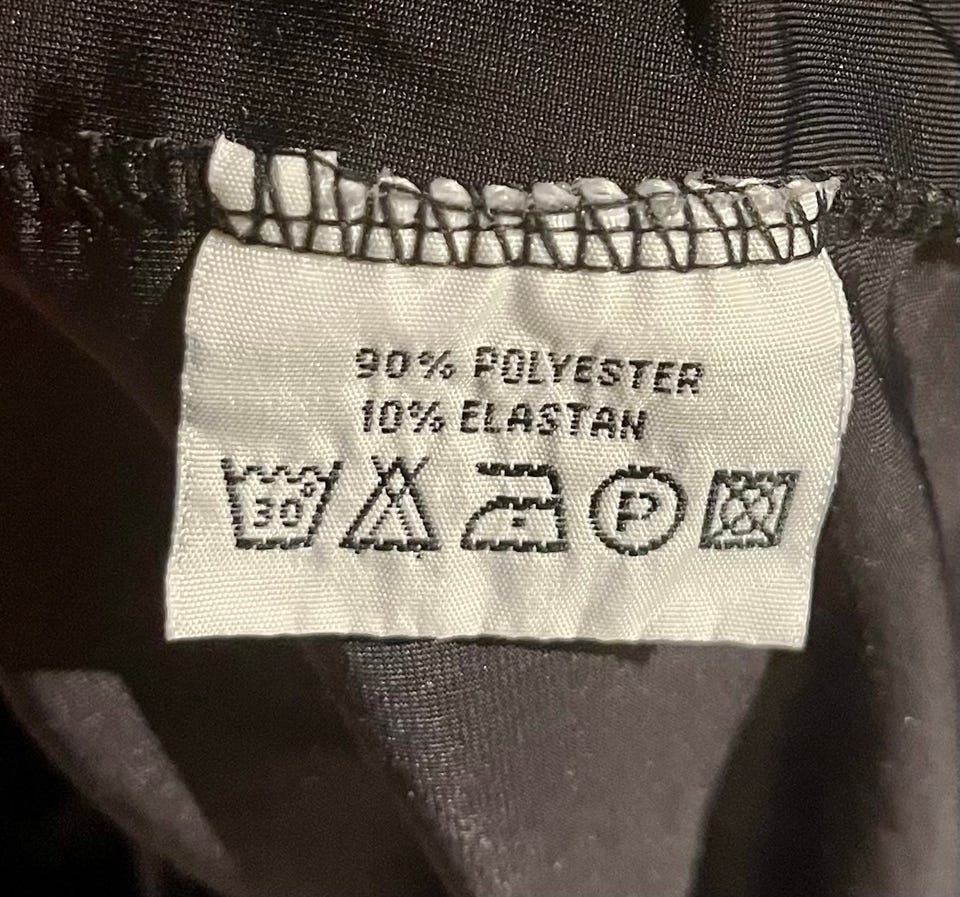 90% POLYESTER
10% ELASTAN
30° P